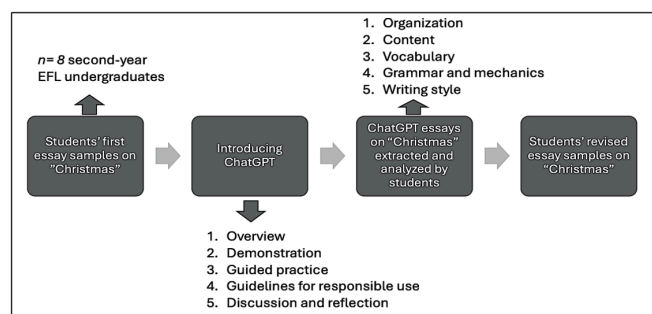 n= 8 second-year
EFL undergraduates
1. Organization
2. Content
3. Vocabulary
4. Grammar and mechanics
5. Writing style
Students’ first
essay samples on
”Christmas”
Introducing
ChatGPT
ChatGPT essays
on “Christmas”
extracted and
analyzed by
students
Students’ revised
essay samples on
“Christmas”
1. Overview
2. Demonstration
3. Guided practice
4. Guidelines for responsible use
5. Discussion and reflection